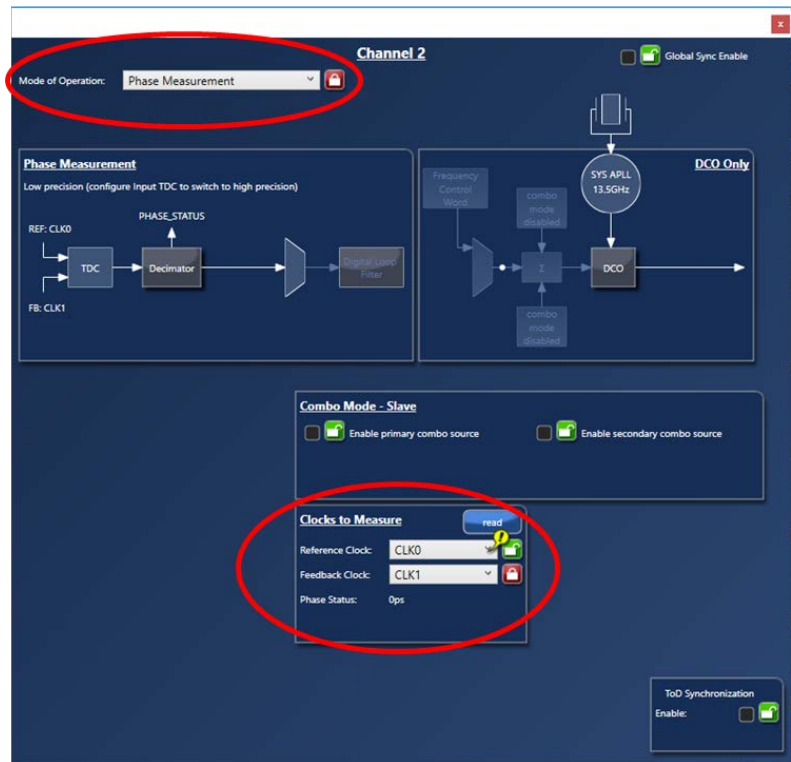 x
Channel 2
Global Sync Enable
Mode of Operation: Phase Measurement
Phase Measurement
Low precision (configure Input TDC to switch to high precision)
PHASE_STATUS
REF: CLK0
TDC
Decimator
Digital Loop
Filter
FB: CLK1
DCO Only
Frequency
Control
Word
combo
mode
disabled
SYS APLL
13.5GHz
Σ
DCO
combo
mode
disabled
Combo Mode - Slave
Enable primary combo source
Enable secondary combo source
Clocks to Measure
read
Reference Clock: CLK0
Feedback Clock: CLK1
Phase Status: 0ps
ToD Synchronization
Enable: